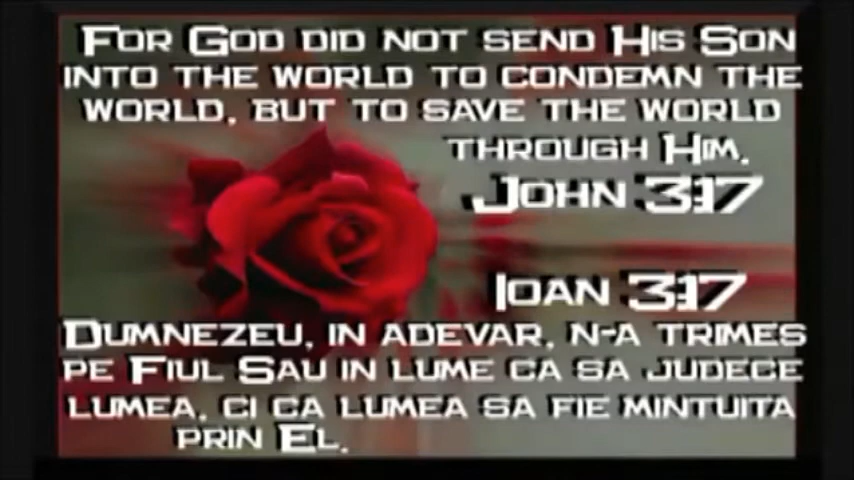 For God did not send His Son
into the world to condemn the
world, but to save the world
through Him.
John 3:17
Ioan 3:17
Dumnezeu, in adevar, n-a trimes
pe Fiul Sau in lume ca sa judece
lumea, ci ca lumea sa fie mintuita
prin El.